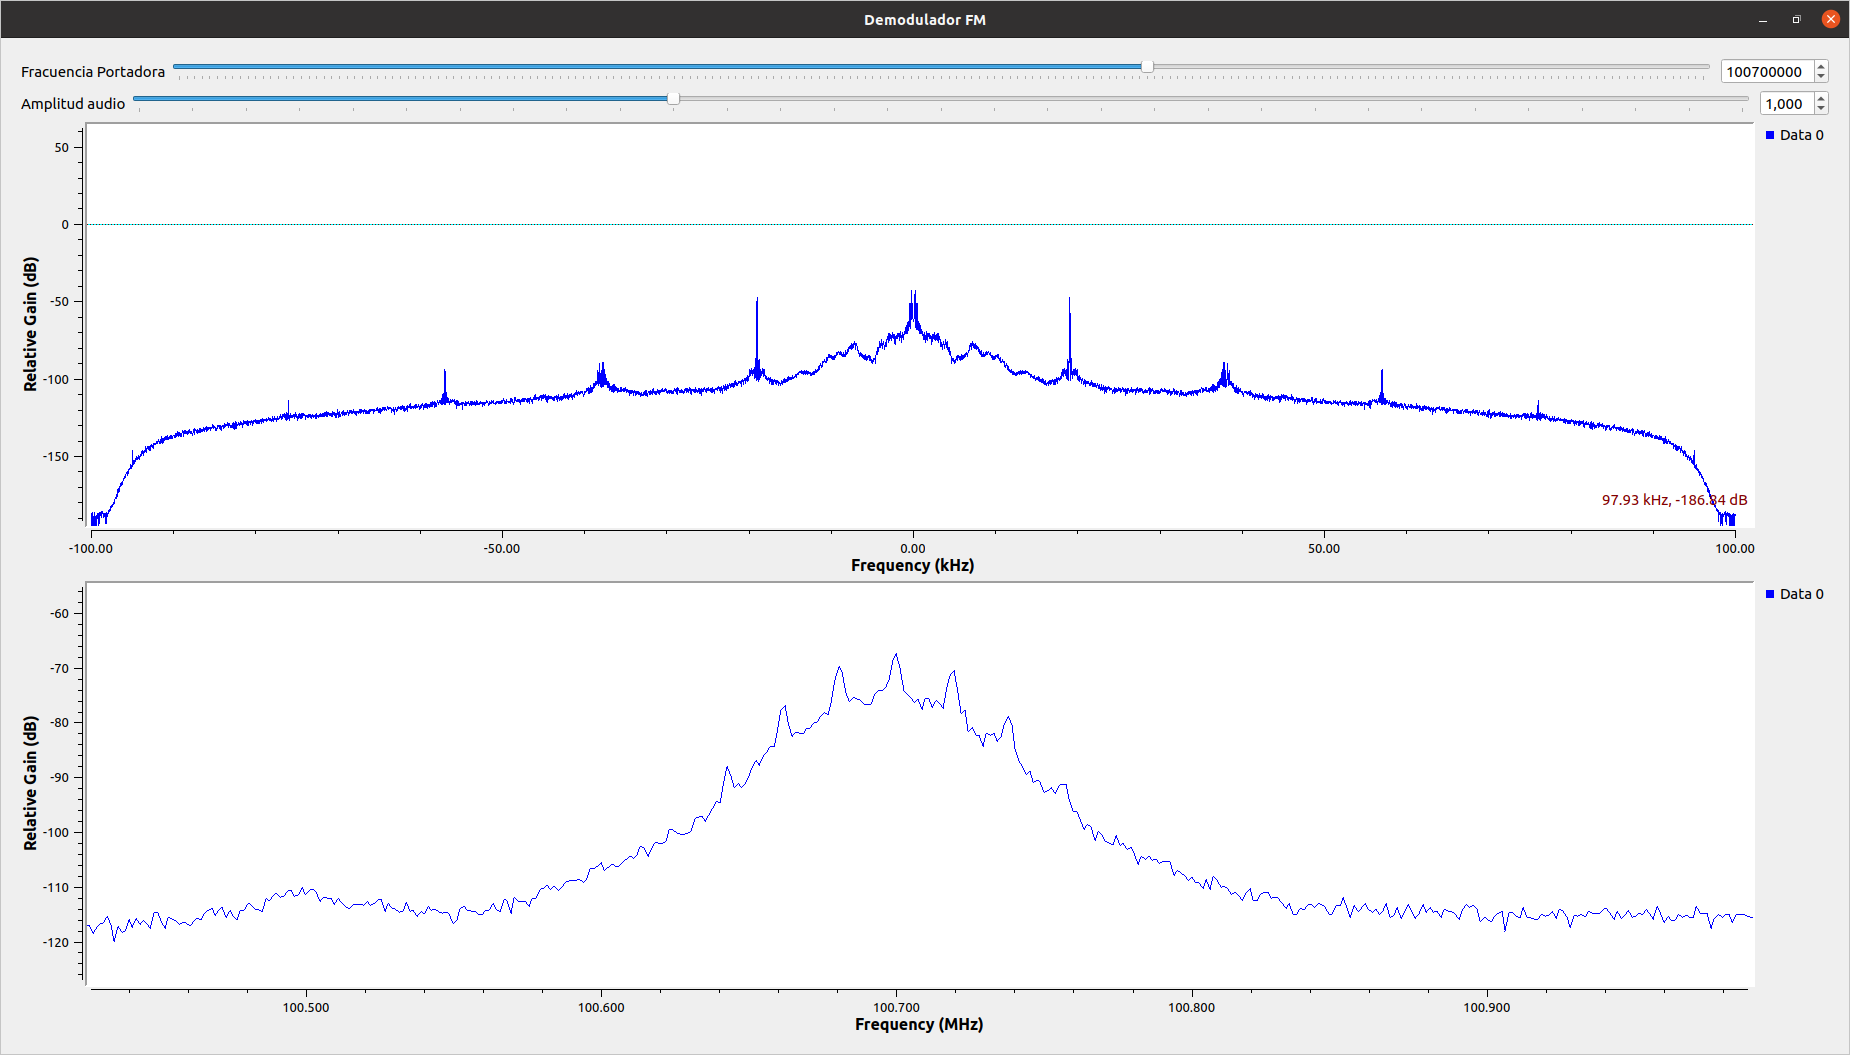 Demodulador FM
Fracuencia Portadora
100700000
Amplitud audio
1,000
50
0
-50
-100
-150
Relative Gain (dB)
Data 0
97.93 kHz, -186.84 dB
-100.00 -50.00 0.00 50.00 100.00
Frequency (kHz)
-60
-70
-80
-90
-100
-110
-120
Relative Gain (dB)
Data 0
100.500 100.600 100.700 100.800 100.900
Frequency (MHz)